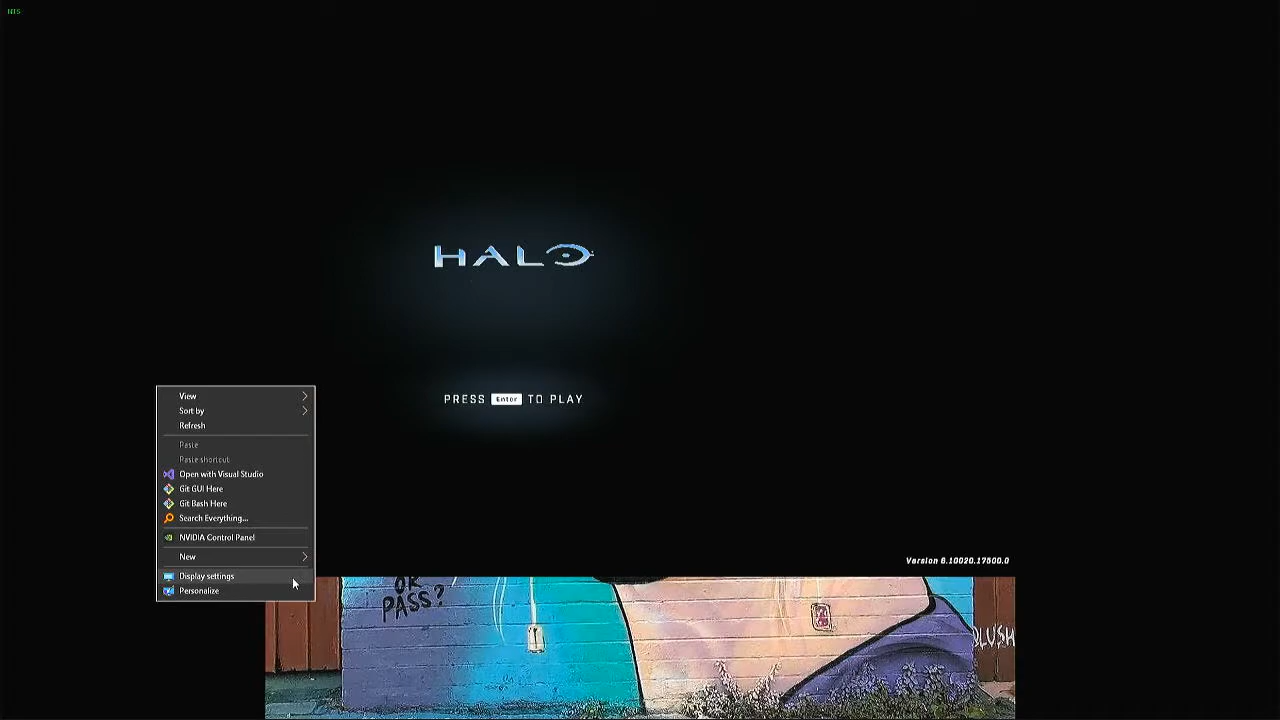 NTS
HALO
PRESS Enter TO PLAY
View
Sort by
Refresh
Paste
Paste shortcut
Open with Visual Studio
Git GUI Here
Git Bash Here
Search Everything...
NVIDIA Control Panel
New
Display settings
Personalize
Version 6.10020.17500.0
OR
PASS?